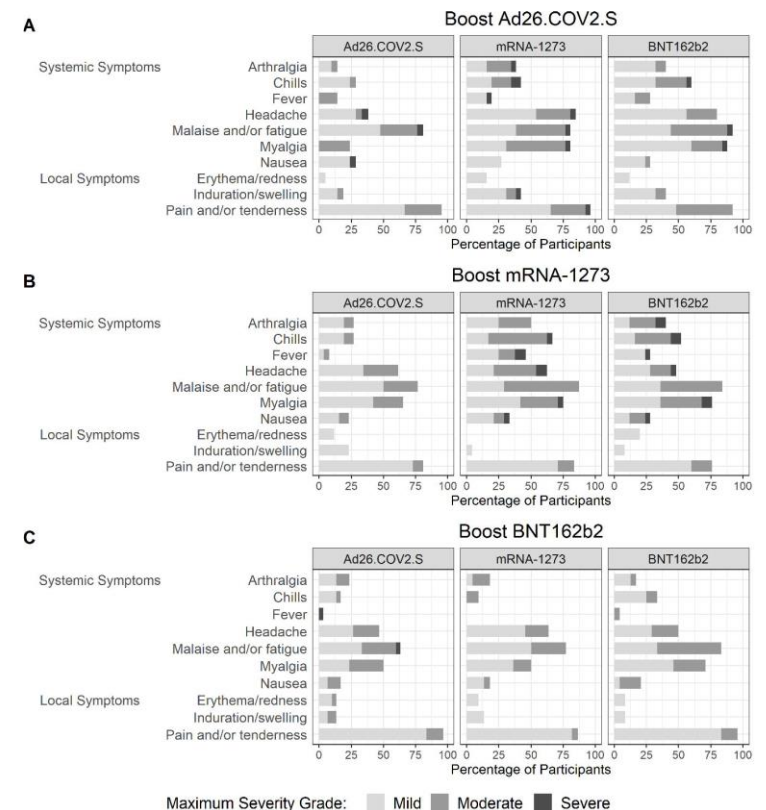 A
Boost Ad26.COV2.S
Ad26.COV2.S mRNA-1273 BNT162b2
Systemic Symptoms Arthralgia
Chills
Fever
Headache
Malaise and/or fatigue
Myalgia
Nausea
Local Symptoms Erythema/redness
Induration/swelling
Pain and/or tenderness
0 25 50 75 100 0 25 50 75 100 0 25 50 75 100
Percentage of Participants
B
Boost mRNA-1273
Ad26.COV2.S mRNA-1273 BNT162b2
Systemic Symptoms Arthralgia
Chills
Fever
Headache
Malaise and/or fatigue
Myalgia
Nausea
Local Symptoms Erythema/redness
Induration/swelling
Pain and/or tenderness
0 25 50 75 100 0 25 50 75 100 0 25 50 75 100
Percentage of Participants
C
Boost BNT162b2
Ad26.COV2.S mRNA-1273 BNT162b2
Systemic Symptoms Arthralgia
Chills
Fever
Headache
Malaise and/or fatigue
Myalgia
Nausea
Local Symptoms Erythema/redness
Induration/swelling
Pain and/or tenderness
0 25 50 75 100 0 25 50 75 100 0 25 50 75 100
Percentage of Participants
Maximum Severity Grade: Mild Moderate Severe